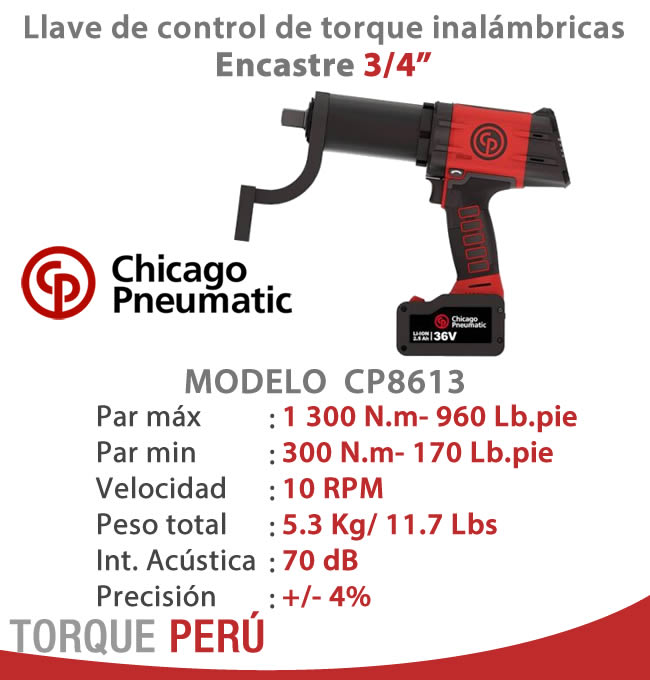 Llave de control de torque inalámbricas
Encastre 3/4”
CP
CP
Chicago
Pneumatic
Chicago
Pneumatic
LI-ION
2.5 Ah
36V
MODELO CP8613
Par máx : 1 300 N.m- 960 Lb.pie
Par min : 300 N.m- 170 Lb.pie
Velocidad : 10 RPM
Peso total : 5.3 Kg/ 11.7 Lbs
Int. Acústica : 70 dB
Precisión : +/- 4%
TORQUE PERÚ